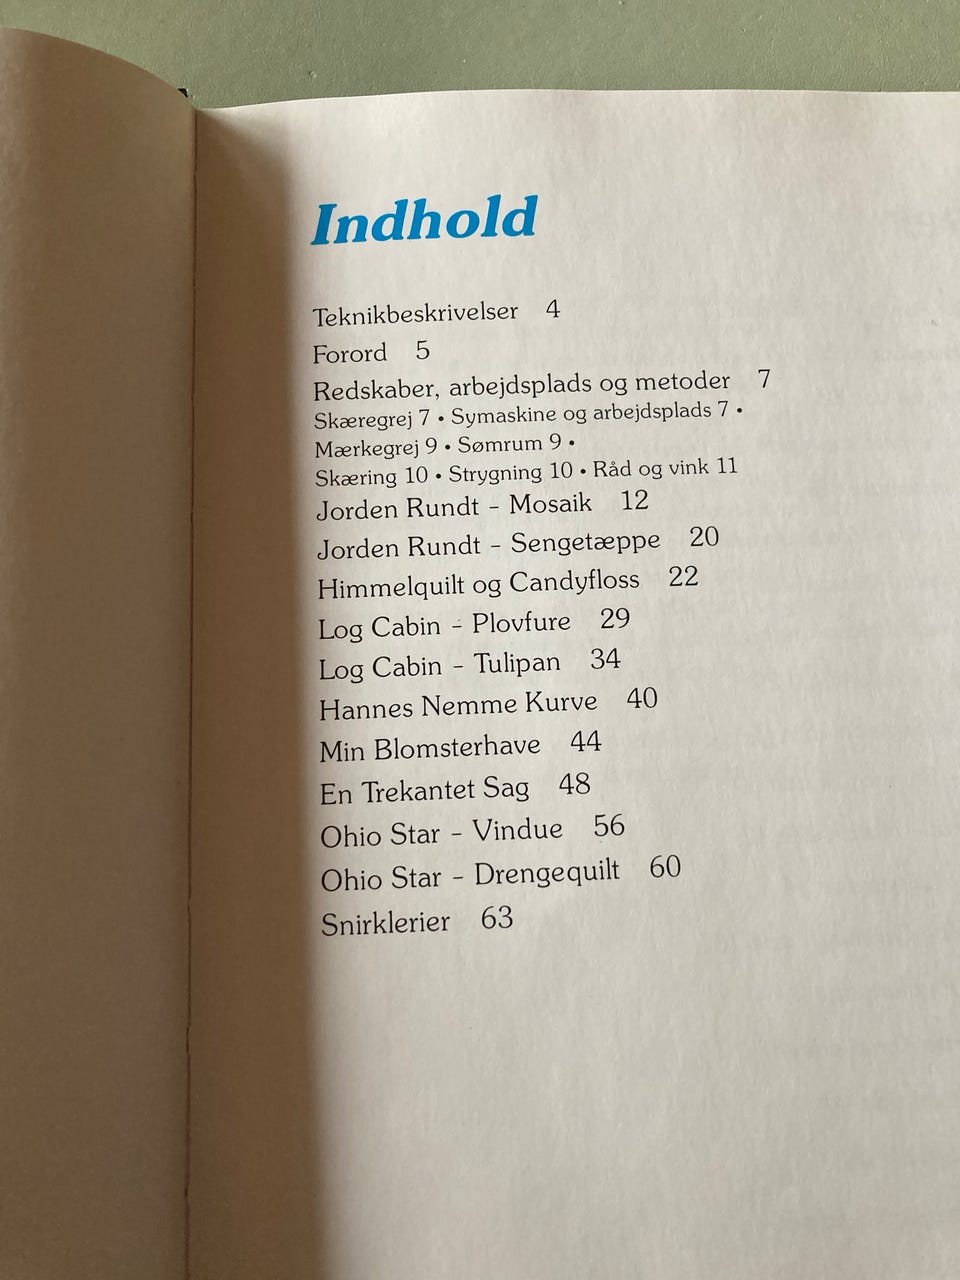 Indhold
Teknikbeskrivelser 4
Forord 5
Redskaber, arbejdsplads og metoder 7
Skæregrej 7 • Symaskine og arbejdsplads 7 •
Mærkegrej 9 • Sømrum 9 •
Skæring 10 • Strygning 10 • Råd og vink 11
Jorden Rundt - Mosaik 12
Jorden Rundt - Sengetæppe 20
Himmelquilt og Candyfloss 22
Log Cabin - Plovfure 29
Log Cabin - Tulipan 34
Hannes Nemme Kurve 40
Min Blomsterhave 44
En Trekantet Sag 48
Ohio Star - Vindue 56
Ohio Star - Drengequilt 60
Snirklerier 63